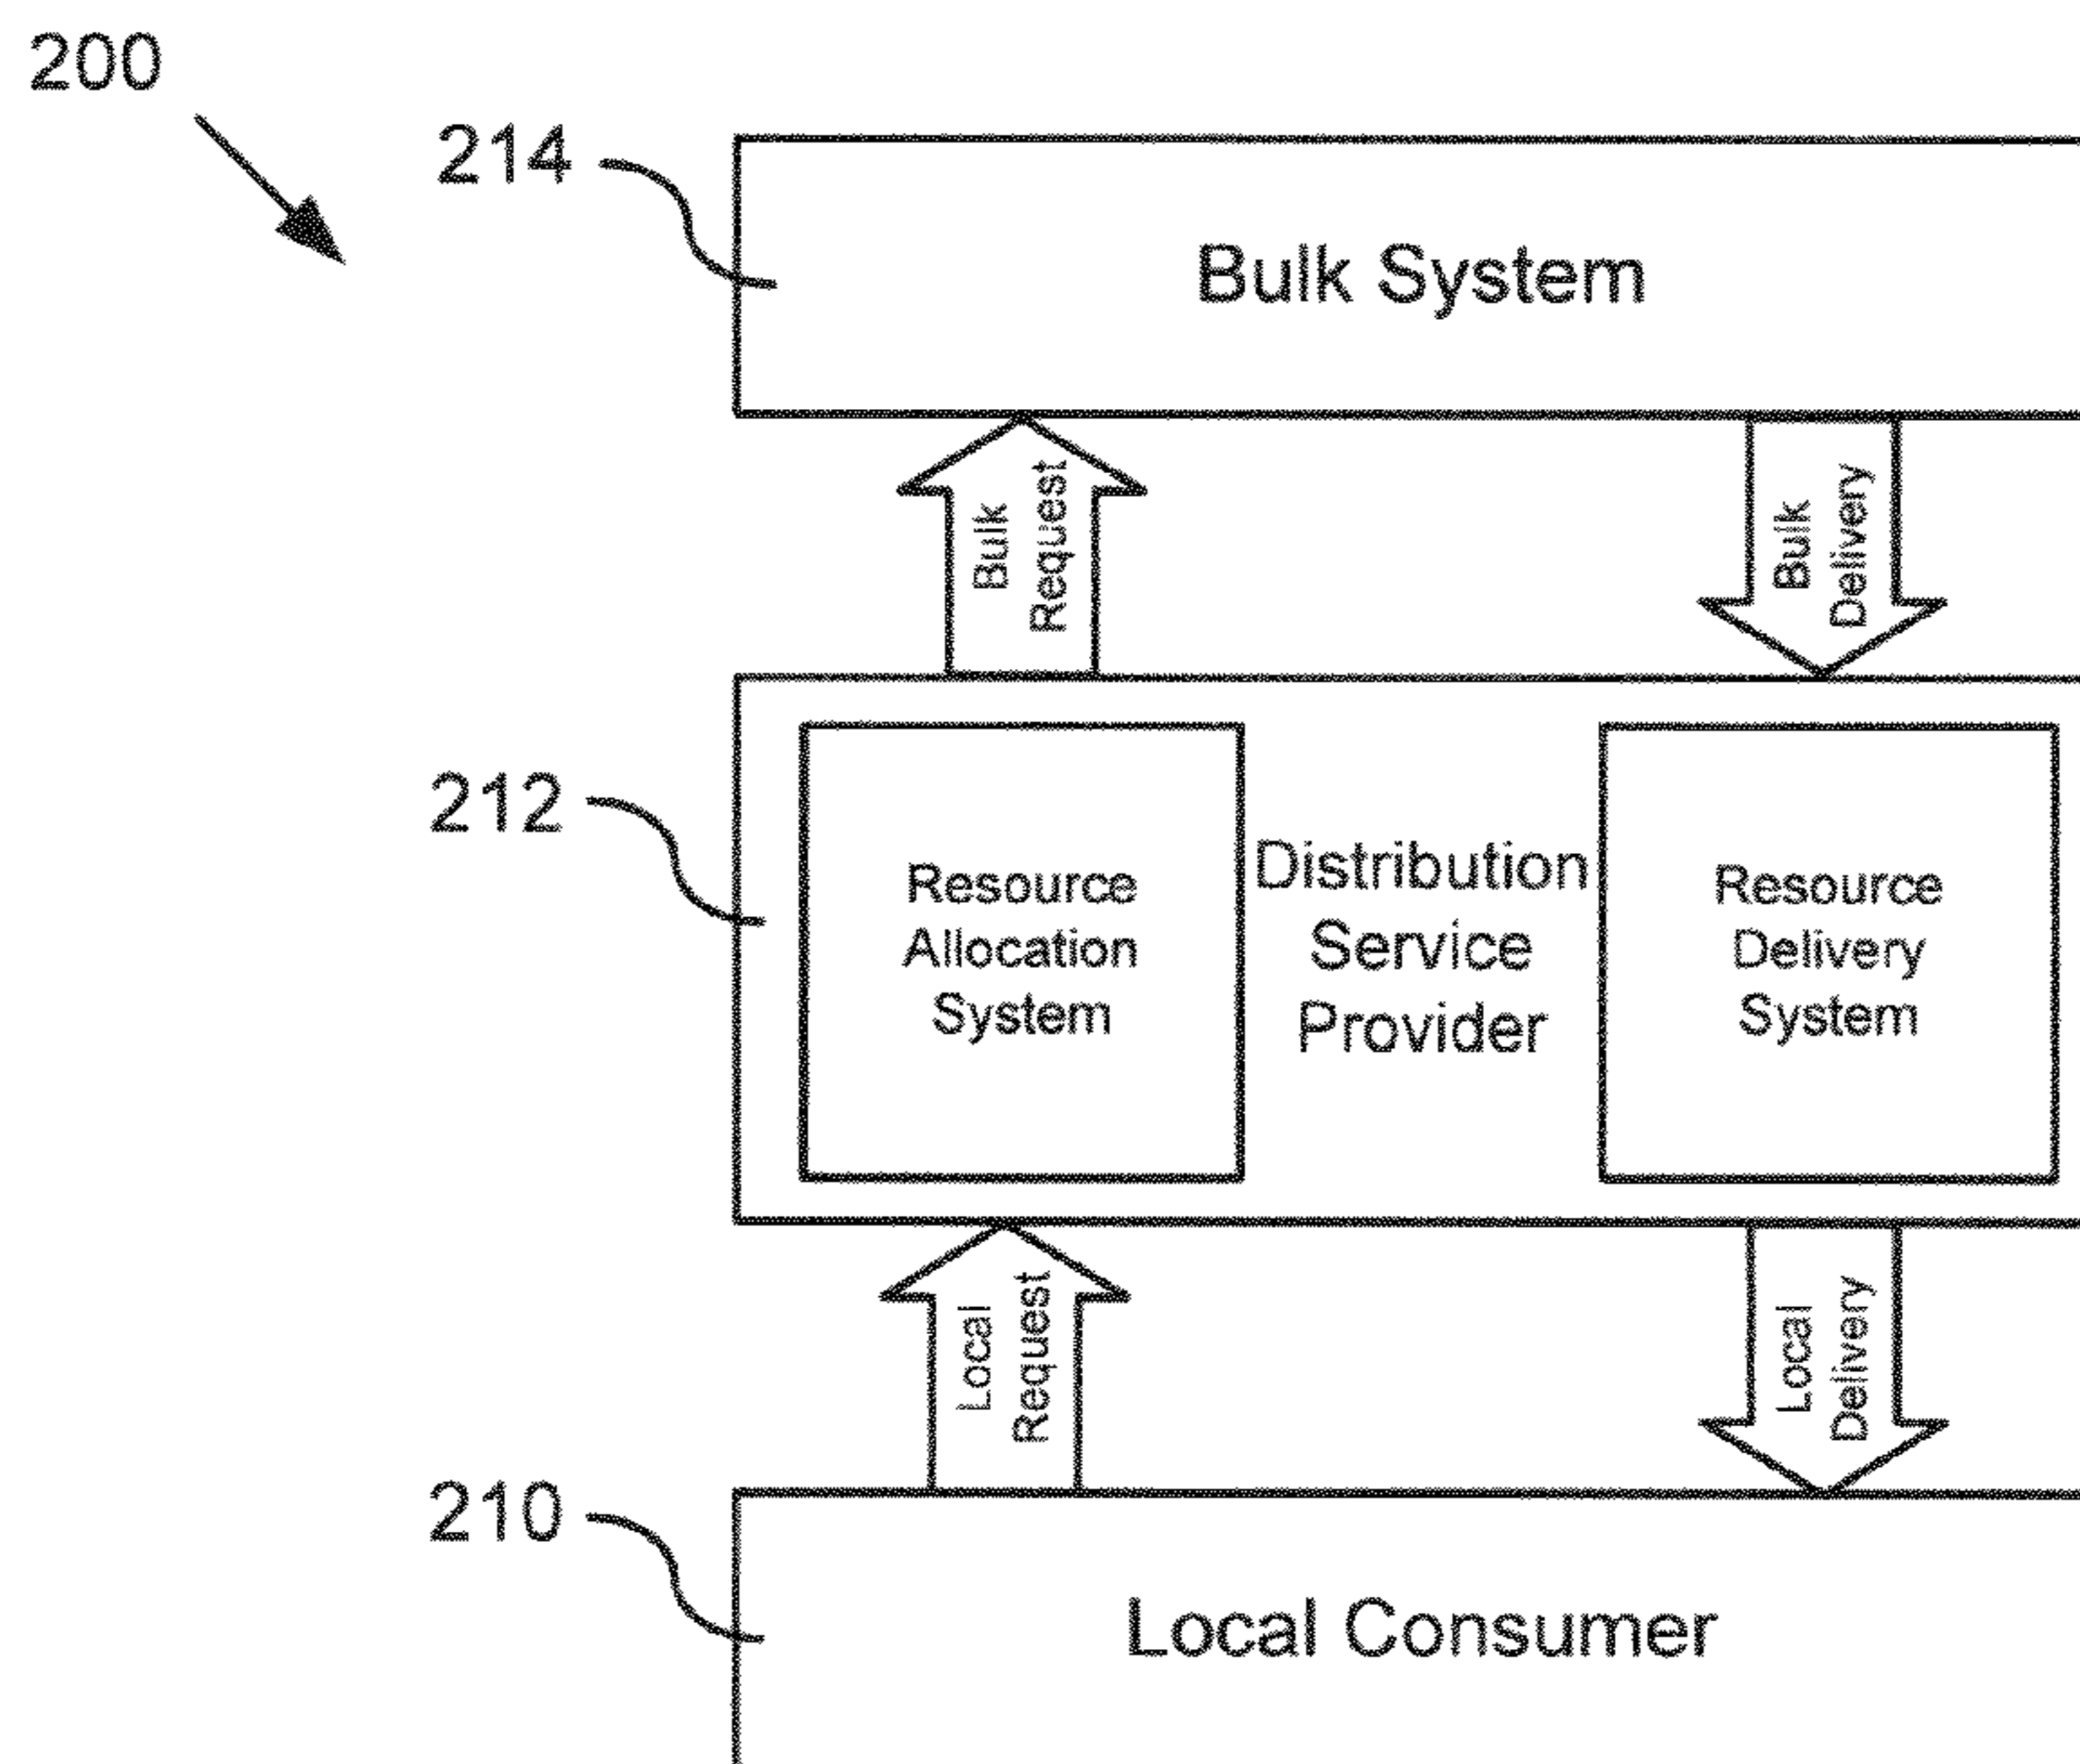 200
214
Bulk System
Bulk
Request
Bulk
Delivery
212
Resource
Allocation
System
Distribution
Service
Provider
Resource
Delivery
System
Local
Request
Local
Delivery
210
Local Consumer